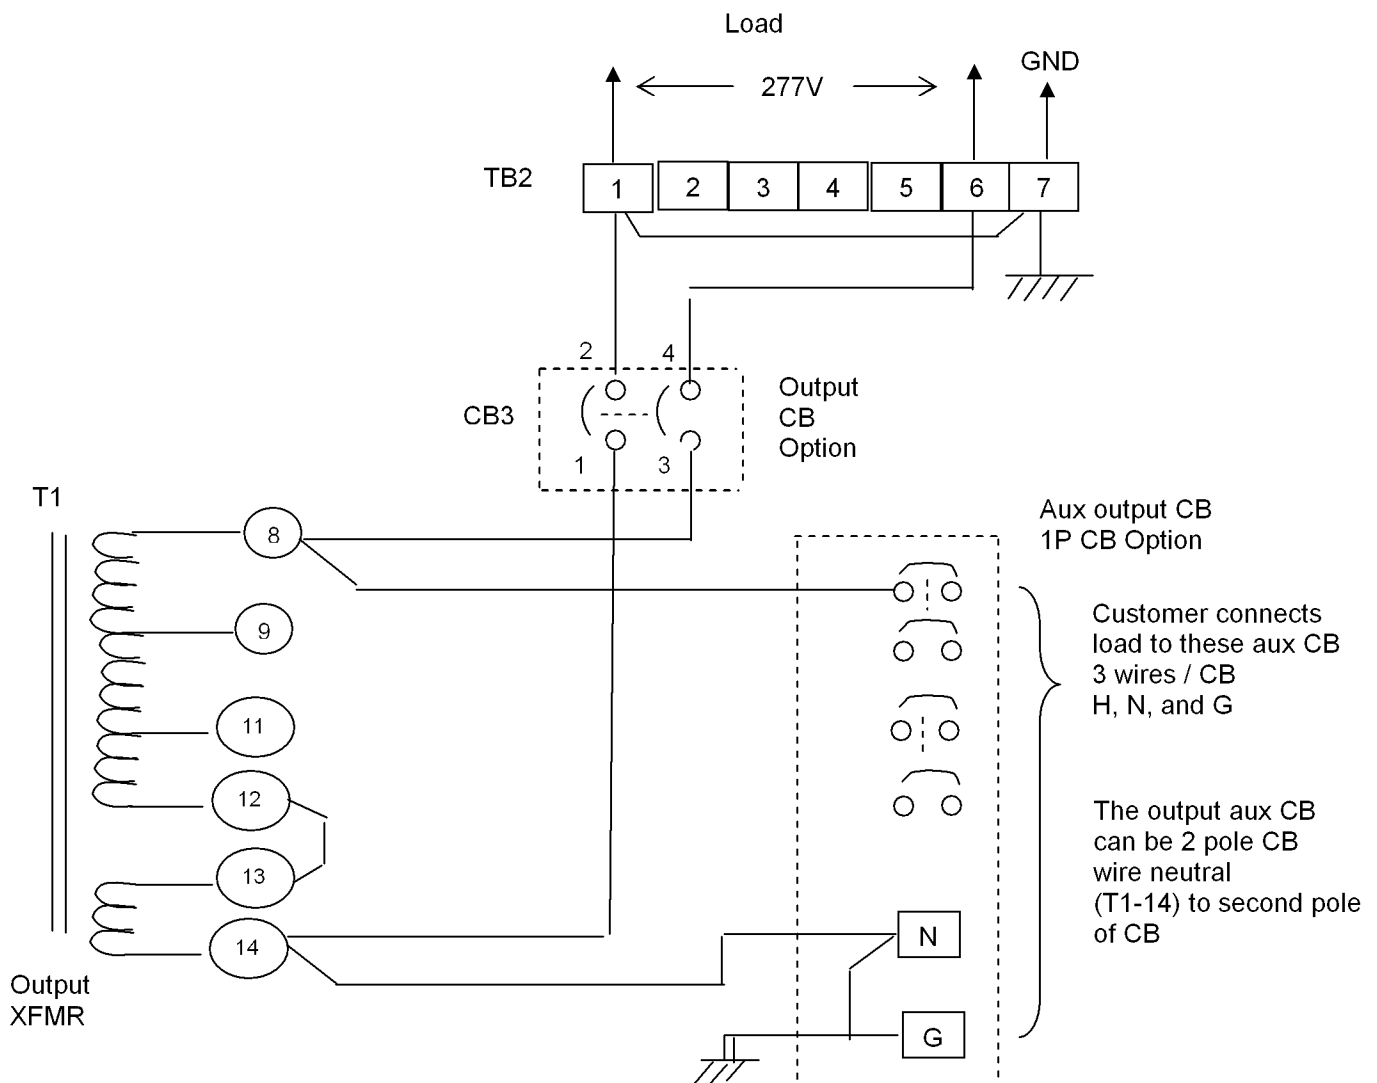 Load
277V
GND
TB2
1 2 3 4 5 6 7
2 4
CB3
Output
CB
Option
1 3
T1
8
9
11
12
13
14
Output
XFMR
Aux output CB
1P CB Option
Customer connects
load to these aux CB
3 wires / CB
H, N, and G
The output aux CB
can be 2 pole CB
wire neutral
(T1-14) to second pole
of CB
N
G